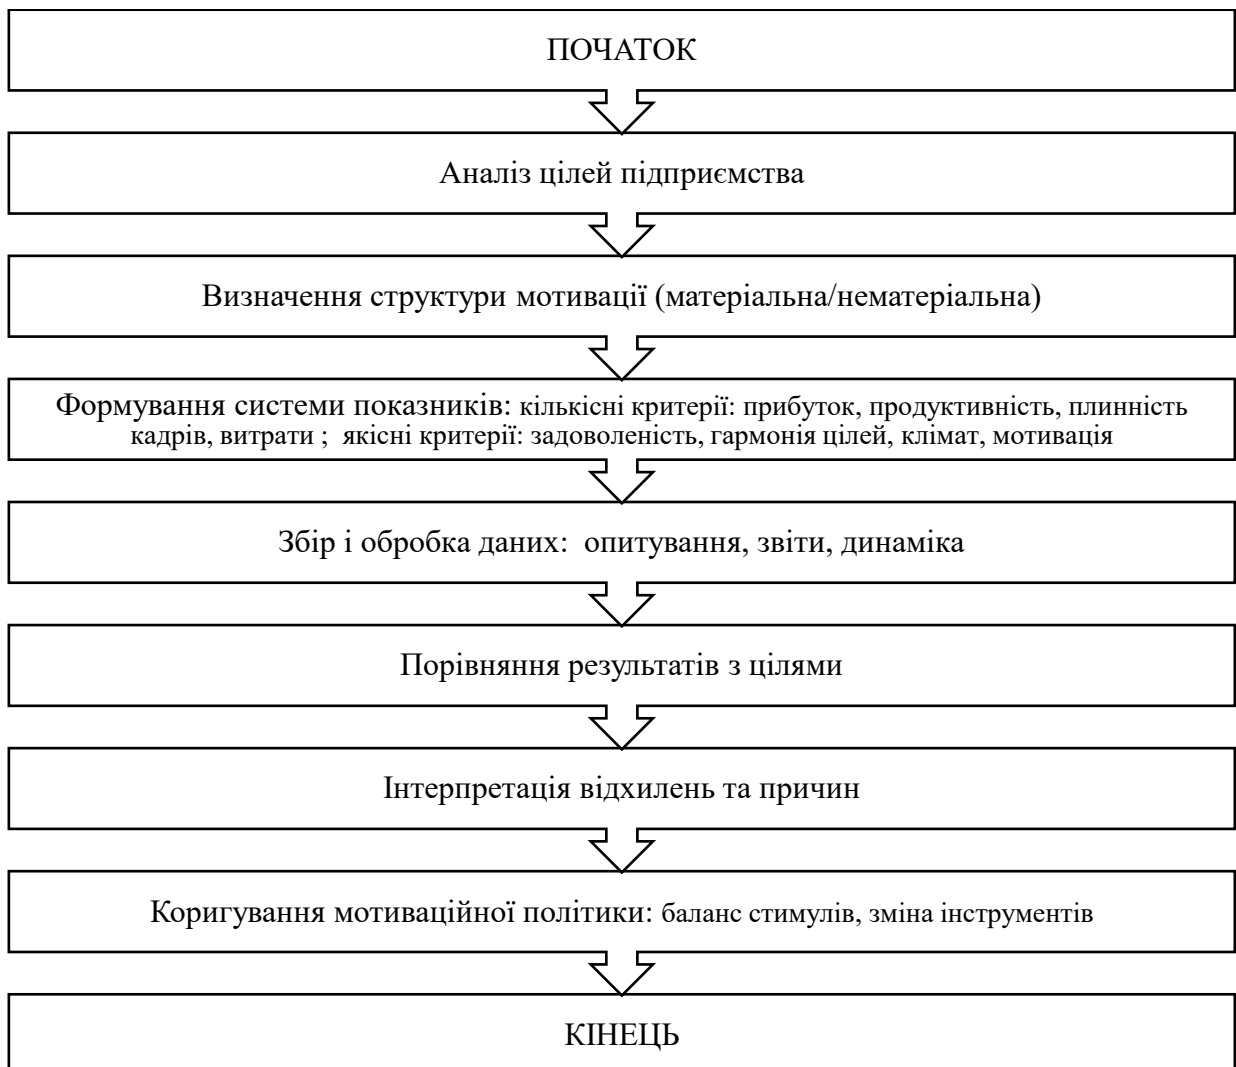 ПОЧАТОК
Аналіз цілей підприємства
Визначення структури мотивації (матеріальна/нематеріальна)
Формування системи показників: кількісні критерії: прибуток, продуктивність, плинність
кадрів, витрати ; якісні критерії: задоволеність, гармонія цілей, клімат, мотивація
Збір і обробка даних: опитування, звіти, динаміка
Порівняння результатів з цілями
Інтерпретація відхилень та причин
Коригування мотиваційної політики: баланс стимулів, зміна інструментів
КІНЕЦЬ